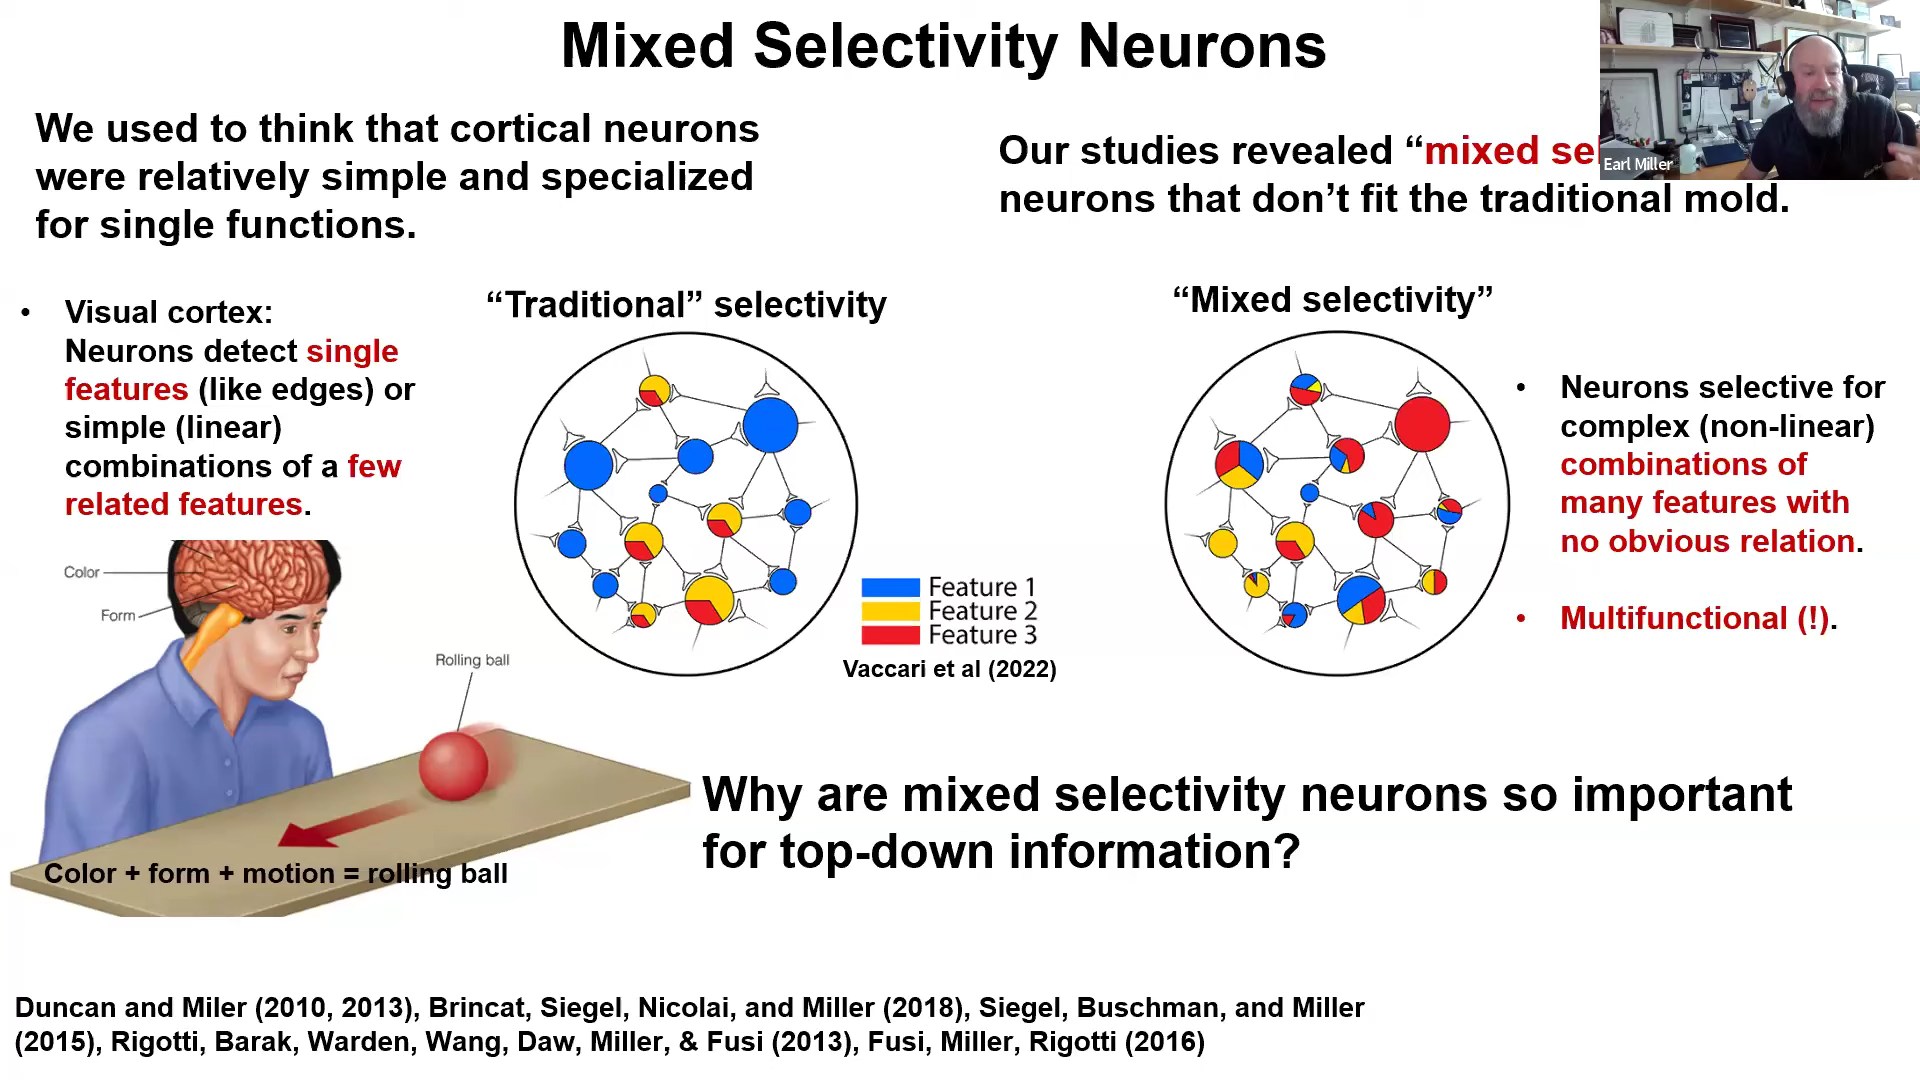 Mixed Selectivity Neurons
We used to think that cortical neurons
were relatively simple and specialized
for single functions.
Our studies revealed “mixed se
neurons that don’t fit the traditional mold.
Earl Miller
• Visual cortex:
Neurons detect single
features (like edges) or
simple (linear)
combinations of a few
related features.
“Traditional” selectivity
“Mixed selectivity”
• Neurons selective for
complex (non-linear)
combinations of
many features with
no obvious relation.
• Multifunctional (!).
Feature 1
Feature 2
Feature 3
Vaccari et al (2022)
Color
Form
Rolling ball
Color + form + motion = rolling ball
Why are mixed selectivity neurons so important
for top-down information?
Duncan and Miler (2010, 2013), Brincat, Siegel, Nicolai, and Miller (2018), Siegel, Buschman, and Miller
(2015), Rigotti, Barak, Warden, Wang, Daw, Miller, & Fusi (2013), Fusi, Miller, Rigotti (2016)